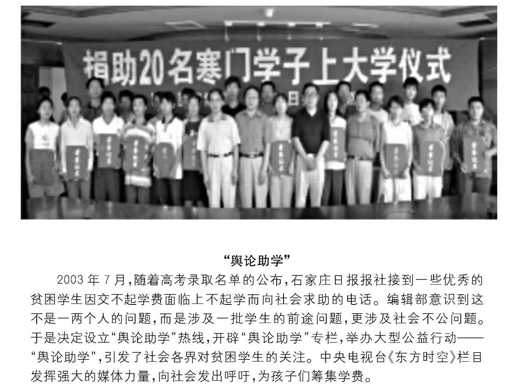 捐助20名寒门学子上大学仪式
“舆论助学”
2003年7月,随着高考录取名单的公布,石家庄日报报社接到一些优秀的
贫困学生因交不起学费面临上不起学而向社会求助的电话。编辑部意识到这
不是一两个人的问题,而是涉及一批学生的前途问题,更涉及社会不公问题。
于是决定设立“舆论助学”热线,开辟“舆论助学”专栏,举办大型公益行动——
“舆论助学”,引发了社会各界对贫困学生的关注。中央电视台《东方时空》栏目
发挥强大的媒体力量,向社会发出呼吁,为孩子们筹集学费。